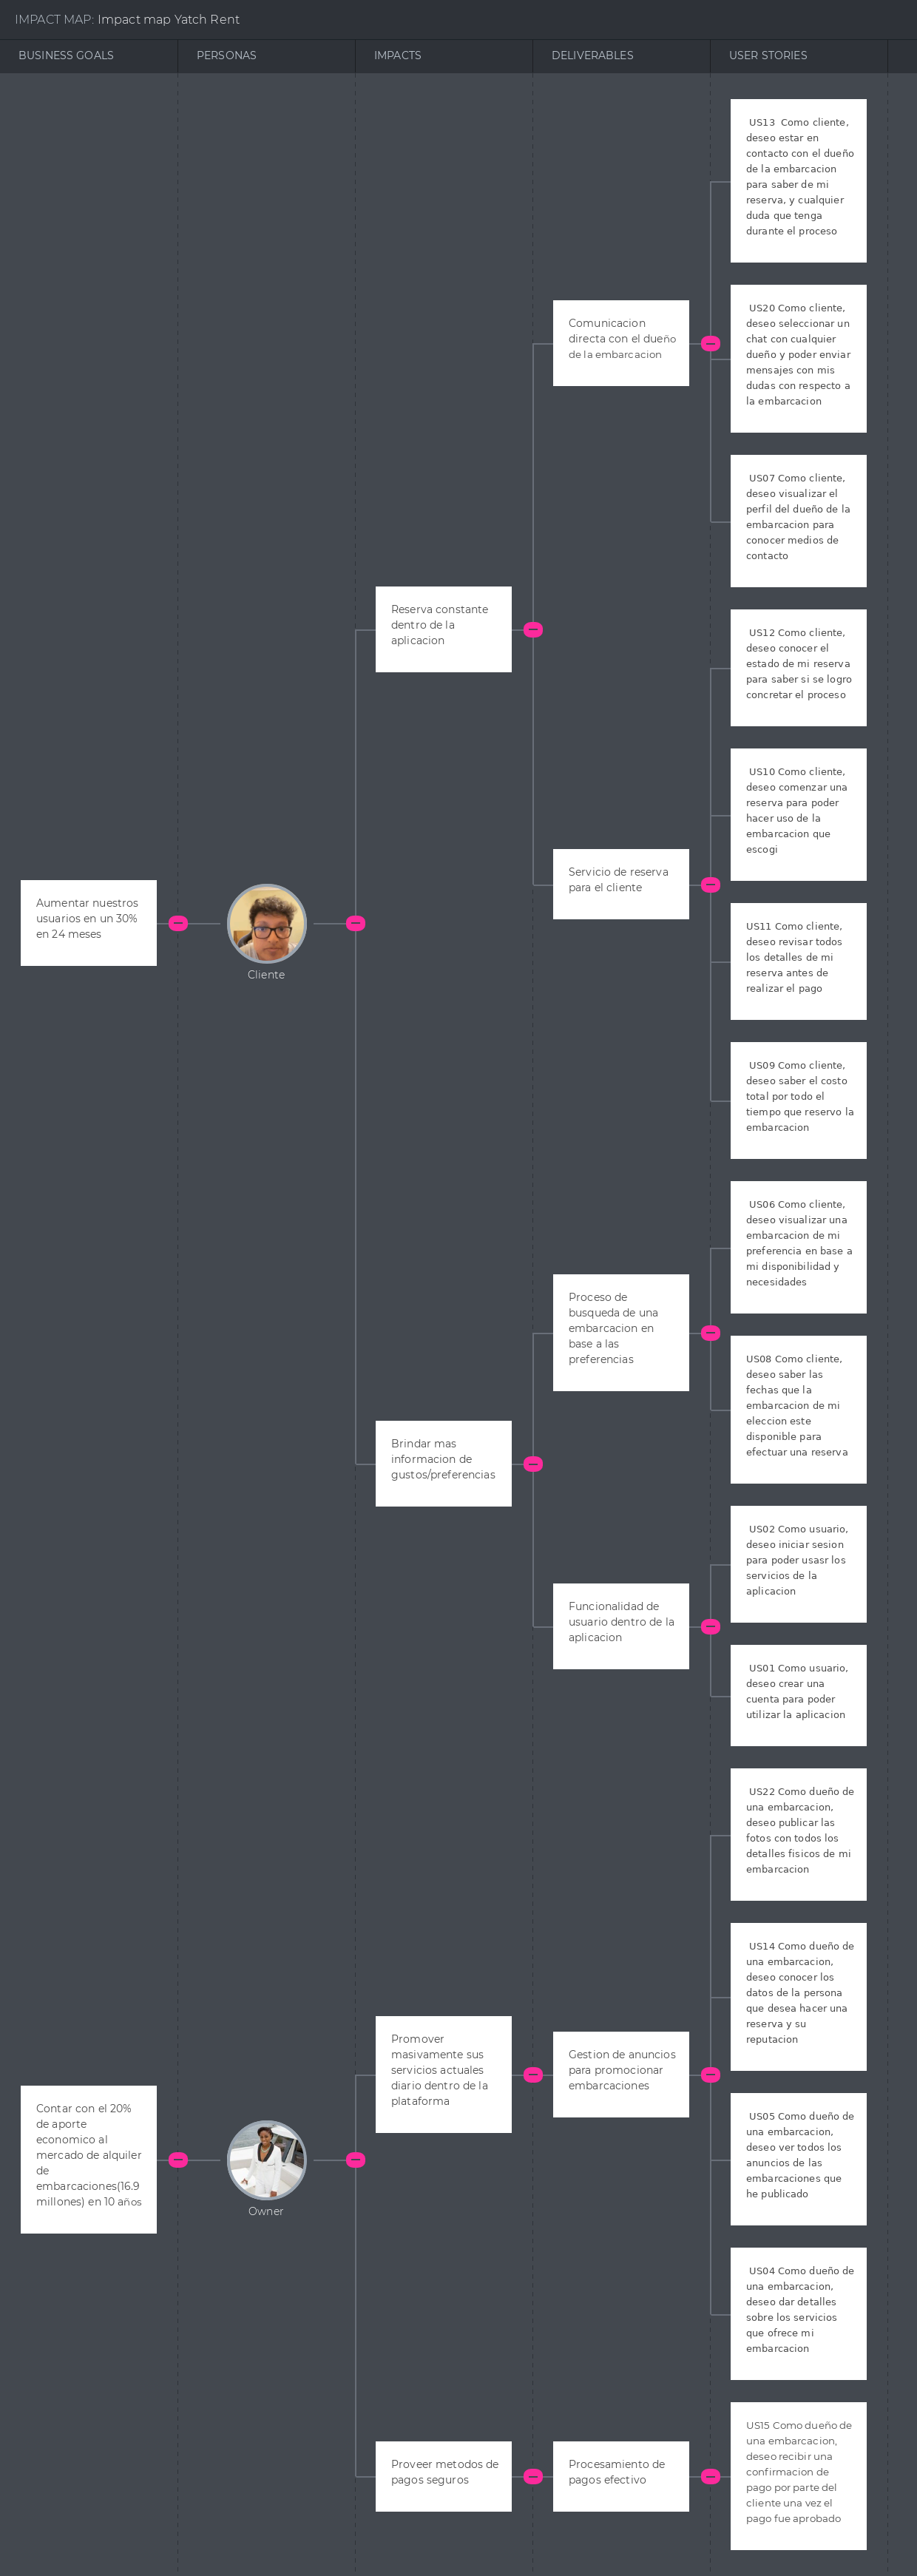 IMPACT MAP: Impact map Yatch Rent
BUSINESS GOALS
PERSONAS
IMPACTS
DELIVERABLES
USER STORIES
Aumentar nuestros
usuarios en un 30%
en 24 meses
Cliente
Reserva constante
dentro de la
aplicacion
Comunicacion
directa con el dueño
de la embarcacion
US13  Como cliente,
deseo estar en
contacto con el dueño
de la embarcacion
para saber de mi
reserva, y cualquier
duda que tenga
durante el proceso
US20 Como cliente,
deseo seleccionar un
chat con cualquier
dueño y poder enviar
mensajes con mis
dudas con respecto a
la embarcacion
US07 Como cliente,
deseo visualizar el
perfil del dueño de la
embarcacion para
conocer medios de
contacto
Servicio de reserva
para el cliente
US12 Como cliente,
deseo conocer el
estado de mi reserva
para saber si se logro
concretar el proceso
US10 Como cliente,
deseo comenzar una
reserva para poder
hacer uso de la
embarcacion que
escogi
US11 Como cliente,
deseo revisar todos
los detalles de mi
reserva antes de
realizar el pago
US09 Como cliente,
deseo saber el costo
total por todo el
tiempo que reservo la
embarcacion
Brindar mas
informacion de
gustos/preferencias
Proceso de
busqueda de una
embarcacion en
base a las
preferencias
US06 Como cliente,
deseo visualizar una
embarcacion de mi
preferencia en base a
mi disponibilidad y
necesidades
US08 Como cliente,
deseo saber las
fechas que la
embarcacion de mi
eleccion este
disponible para
efectuar una reserva
Funcionalidad de
usuario dentro de la
aplicacion
US02 Como usuario,
deseo iniciar sesion
para poder usasr los
servicios de la
aplicacion
US01 Como usuario,
deseo crear una
cuenta para poder
utilizar la aplicacion
Contar con el 20%
de aporte
economico al
mercado de alquiler
de
embarcaciones(16.9
millones) en 10 años
Owner
Promover
masivamente sus
servicios actuales
diario dentro de la
plataforma
Gestion de anuncios
para promocionar
embarcaciones
US22 Como dueño de
una embarcacion,
deseo publicar las
fotos con todos los
detalles fisicos de mi
embarcacion
US14 Como dueño de
una embarcacion,
deseo conocer los
datos de la persona
que desea hacer una
reserva y su
reputacion
US05 Como dueño de
una embarcacion,
deseo ver todos los
anuncios de las
embarcaciones que
he publicado
US04 Como dueño de
una embarcacion,
deseo dar detalles
sobre los servicios
que ofrece mi
embarcacion
Proveer metodos de
pagos seguros
Procesamiento de
pagos efectivo
US15 Como dueño de
una embarcacion,
deseo recibir una
confirmacion de
pago por parte del
cliente una vez el
pago fue aprobado